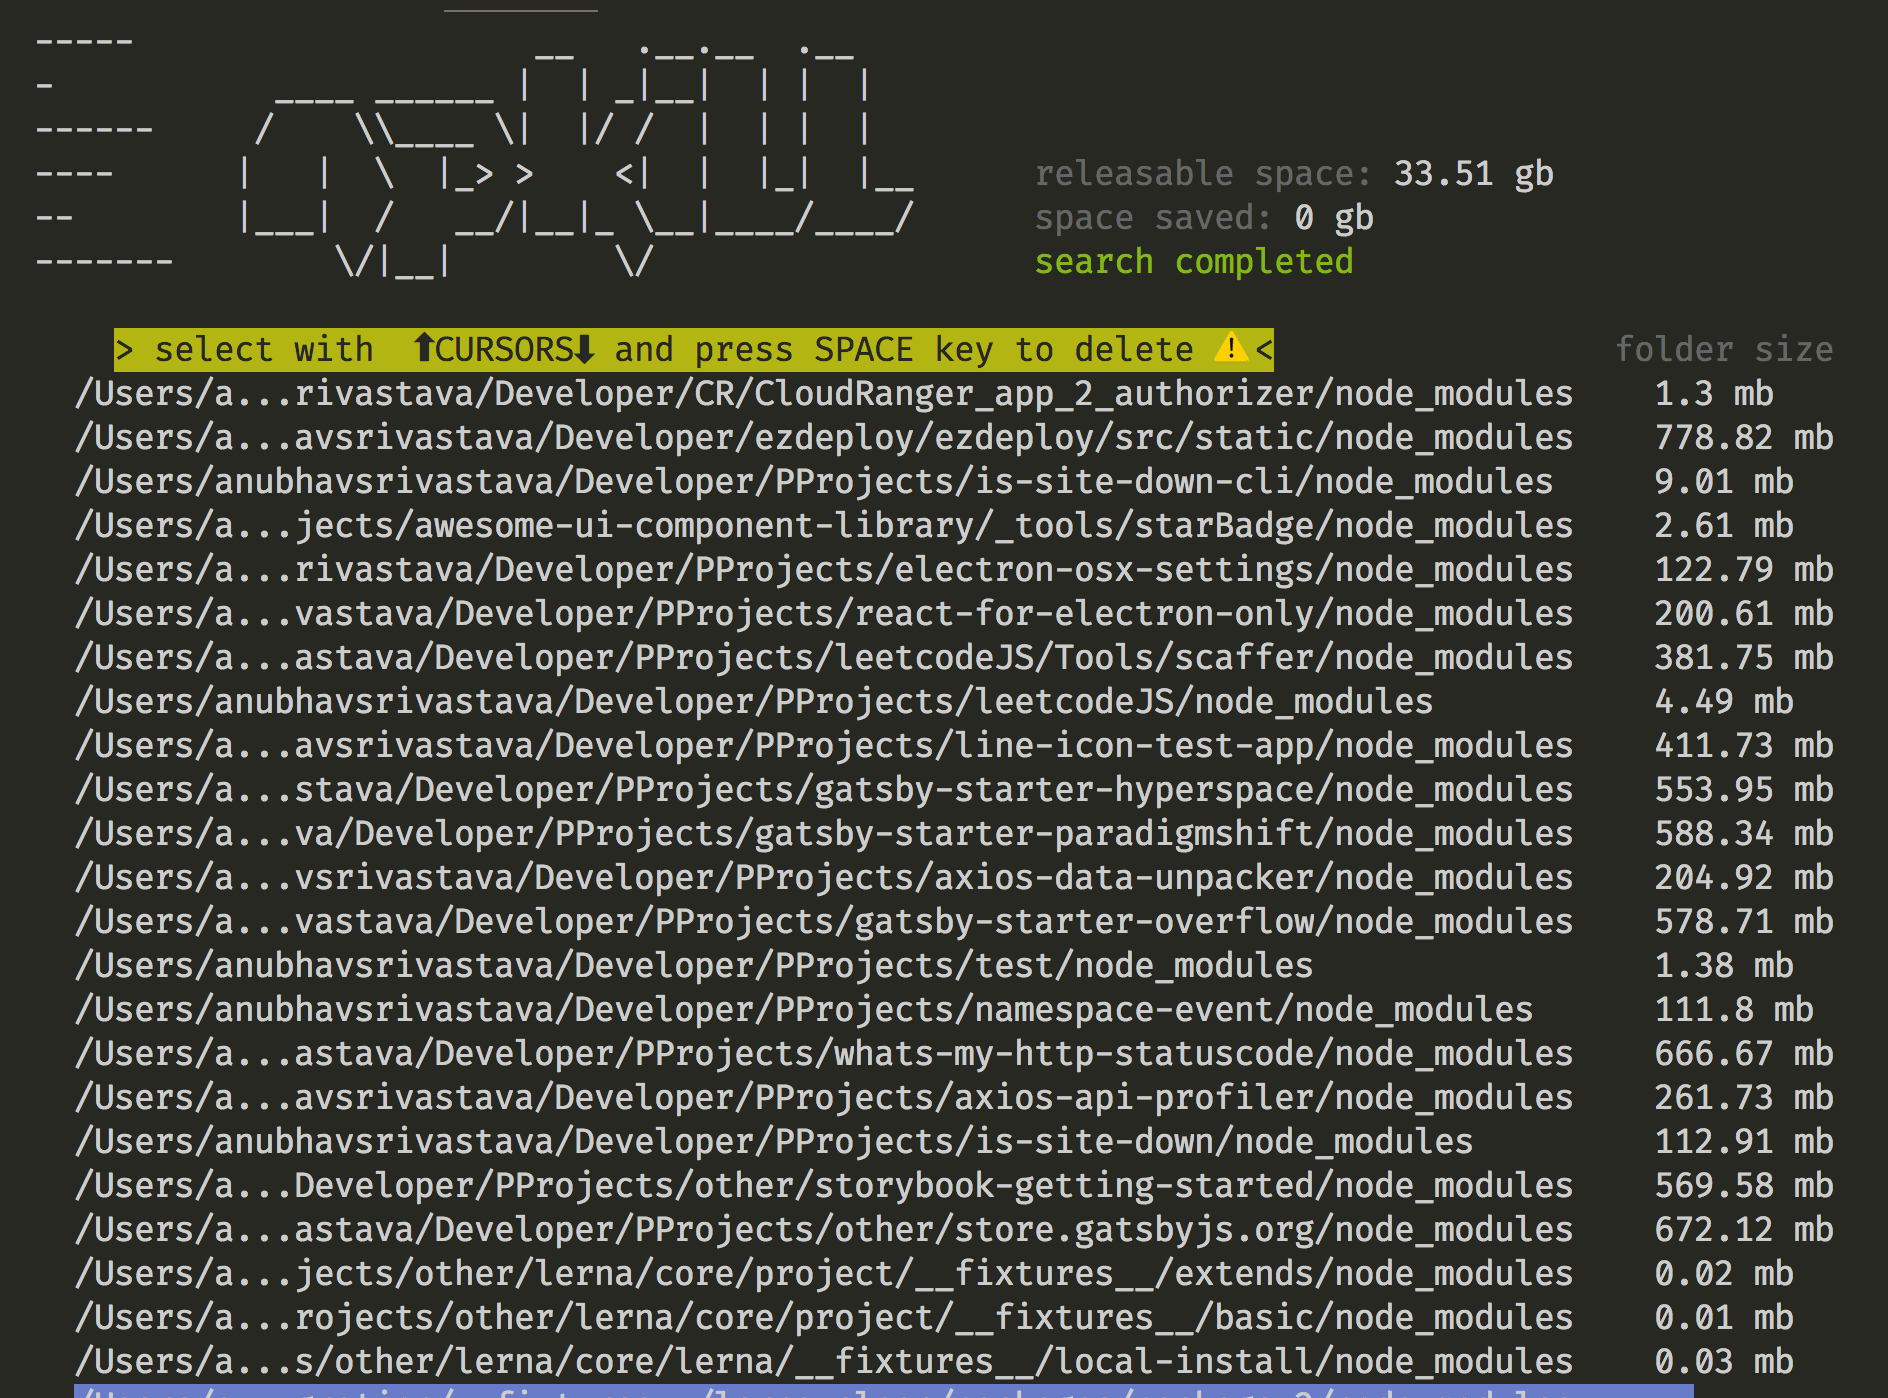 releasable space: 33.51 gb
space saved: 0 gb
search completed
> select with ⬆CURSORS⬇ and press SPACE key to delete ⚠<
folder size
/Users/a...rivastava/Developer/CR/CloudRanger_app_2_authorizer/node_modules 1.3 mb
/Users/a...avsrivastava/Developer/ezdeploy/ezdeploy/src/static/node_modules 778.82 mb
/Users/anubhavsrivastava/Developer/PProjects/is-site-down-cli/node_modules 9.01 mb
/Users/a...jects/awesome-ui-component-library/_tools/starBadge/node_modules 2.61 mb
/Users/a...rivastava/Developer/PProjects/electron-osx-settings/node_modules 122.79 mb
/Users/a...vastava/Developer/PProjects/react-for-electron-only/node_modules 200.61 mb
/Users/a...astava/Developer/PProjects/leetcodeJS/Tools/scaffer/node_modules 381.75 mb
/Users/anubhavsrivastava/Developer/PProjects/leetcodeJS/node_modules 4.49 mb
/Users/a...avsrivastava/Developer/PProjects/line-icon-test-app/node_modules 411.73 mb
/Users/a...stava/Developer/PProjects/gatsby-starter-hyperspace/node_modules 553.95 mb
/Users/a...va/Developer/PProjects/gatsby-starter-paradigmshift/node_modules 588.34 mb
/Users/a...vsrivastava/Developer/PProjects/axios-data-unpacker/node_modules 204.92 mb
/Users/a...vastava/Developer/PProjects/gatsby-starter-overflow/node_modules 578.71 mb
/Users/anubhavsrivastava/Developer/PProjects/test/node_modules 1.38 mb
/Users/anubhavsrivastava/Developer/PProjects/namespace-event/node_modules 111.8 mb
/Users/a...astava/Developer/PProjects/whats-my-http-statuscode/node_modules 666.67 mb
/Users/a...avsrivastava/Developer/PProjects/axios-api-profiler/node_modules 261.73 mb
/Users/anubhavsrivastava/Developer/PProjects/is-site-down/node_modules 112.91 mb
/Users/a...Developer/PProjects/other/storybook-getting-started/node_modules 569.58 mb
/Users/a...astava/Developer/PProjects/other/store.gatsbyjs.org/node_modules 672.12 mb
/Users/a...jects/other/lerna/core/project/__fixtures__/extends/node_modules 0.02 mb
/Users/a...rojects/other/lerna/core/project/__fixtures__/basic/node_modules 0.01 mb
/Users/a...s/other/lerna/core/lerna/__fixtures__/local-install/node_modules 0.03 mb